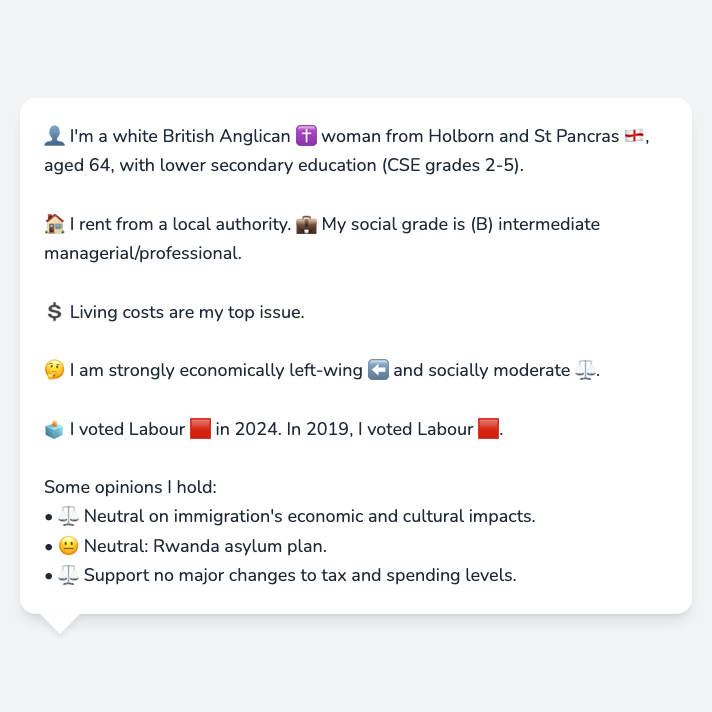 👤 I'm a white British Anglican ✝️ woman from Holborn and St Pancras 🏴󠁧󠁢󠁥󠁮󠁧󠁿,
aged 64, with lower secondary education (CSE grades 2-5).
🏠 I rent from a local authority. 💼 My social grade is (B) intermediate
managerial/professional.
💲 Living costs are my top issue.
🤔 I am strongly economically left-wing ⬅️ and socially moderate ⚖️.
🗳️ I voted Labour 🟥 in 2024. In 2019, I voted Labour 🟥.
Some opinions I hold:
• ⚖️ Neutral on immigration's economic and cultural impacts.
• 😐 Neutral: Rwanda asylum plan.
• ⚖️ Support no major changes to tax and spending levels.